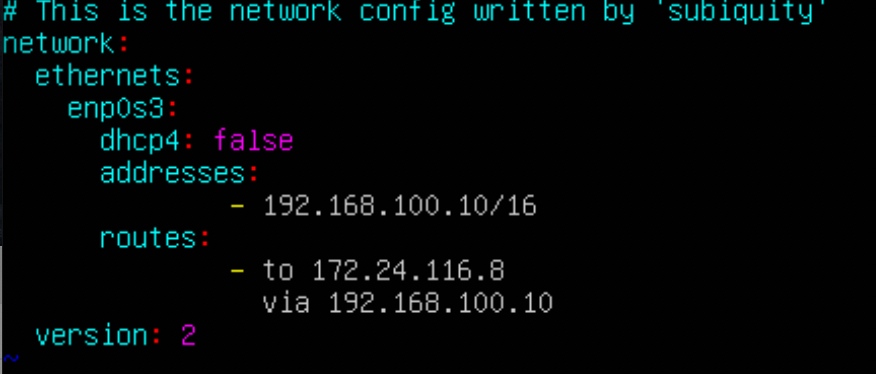 # This is the network config written by 'subiquity'
network:
  ethernets:
    enp0s3:
      dhcp4: false
      addresses:
              - 192.168.100.10/16
      routes:
              - to 172.24.116.8
                via 192.168.100.10
  version: 2
~